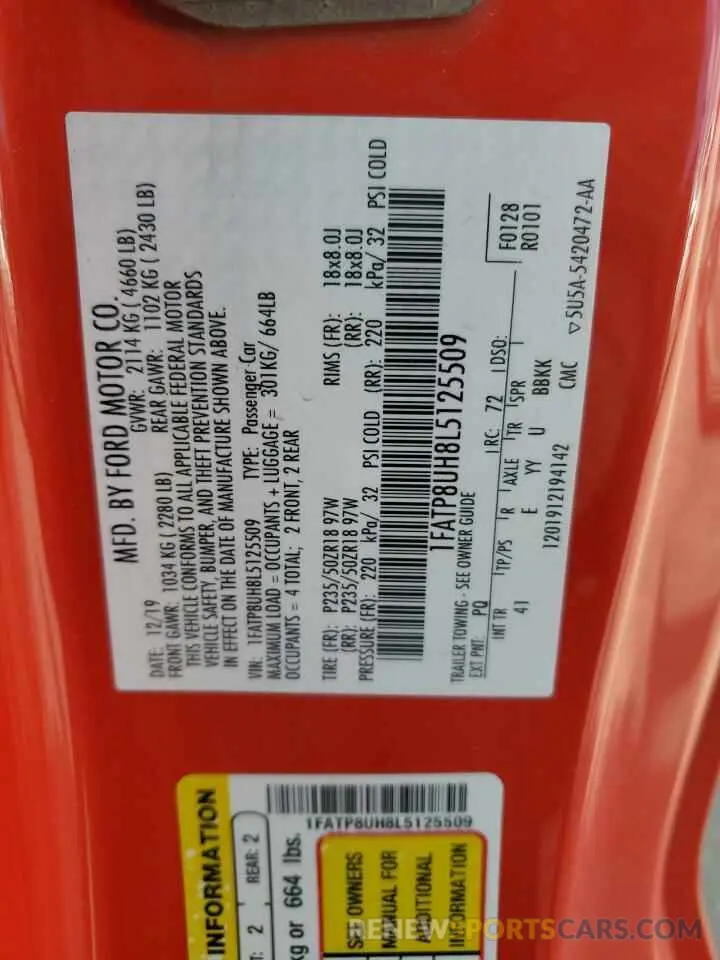 MFD. BY FORD MOTOR CO.
DATE: 12/19 GVWR: 2114 KG ( 4660 LB)
FRONT GAWR: 1034 KG ( 2280 LB) REAR GAWR: 1102 KG ( 2430 LB)
THIS VEHICLE CONFORMS TO ALL APPLICABLE FEDERAL MOTOR
VEHICLE SAFETY, BUMPER, AND THEFT PREVENTION STANDARDS
IN EFFECT ON THE DATE OF MANUFACTURE SHOWN ABOVE.
VIN: 1FATP8UH8L5125509 TYPE: Passenger Car
MAXIMUM LOAD = OCCUPANTS + LUGGAGE = 301KG/ 664LB
OCCUPANTS = 4 TOTAL; 2 FRONT, 2 REAR
TIRE (FR): P235/50ZR18 97W RIMS (FR): 18x8.0J
(RR): P235/50ZR18 97W (RR): 18x8.0J
PRESSURE (FR): 220 kPa/ 32 PSI COLD (RR): 220 kPa/ 32 PSI COLD
1FATP8UH8L5125509
TRAILER TOWING - SEE OWNER GUIDE F0128
EXT PNT: PQ RC: 72 DSO: R0101
INT TR TP/PS R AXLE TR SPR
41 E YY U BBKK
1201912194142 CMC ▽5U5A-5420472-AA
INFORMATION
2 REAR: 2
kg or 664 lbs.
1FATP8UH8L5125509
SEE OWNERS
MANUAL FOR
ADDITIONAL
INFORMATION
RENEWSPORTSCARS.COM